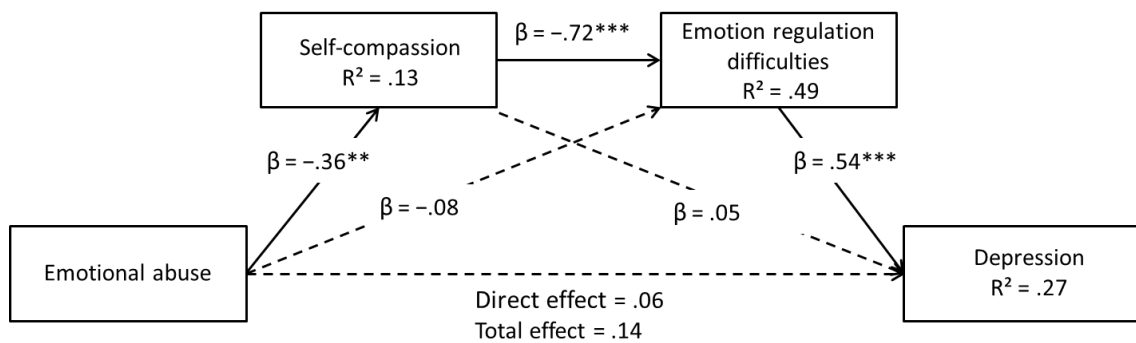 Self-compassion
R² = .13
β = –.72***
Emotion regulation
difficulties
R² = .49
β = –.36**
β = –.08
β = .05
β = .54***
Emotional abuse
Direct effect = .06
Total effect = .14
Depression
R² = .27